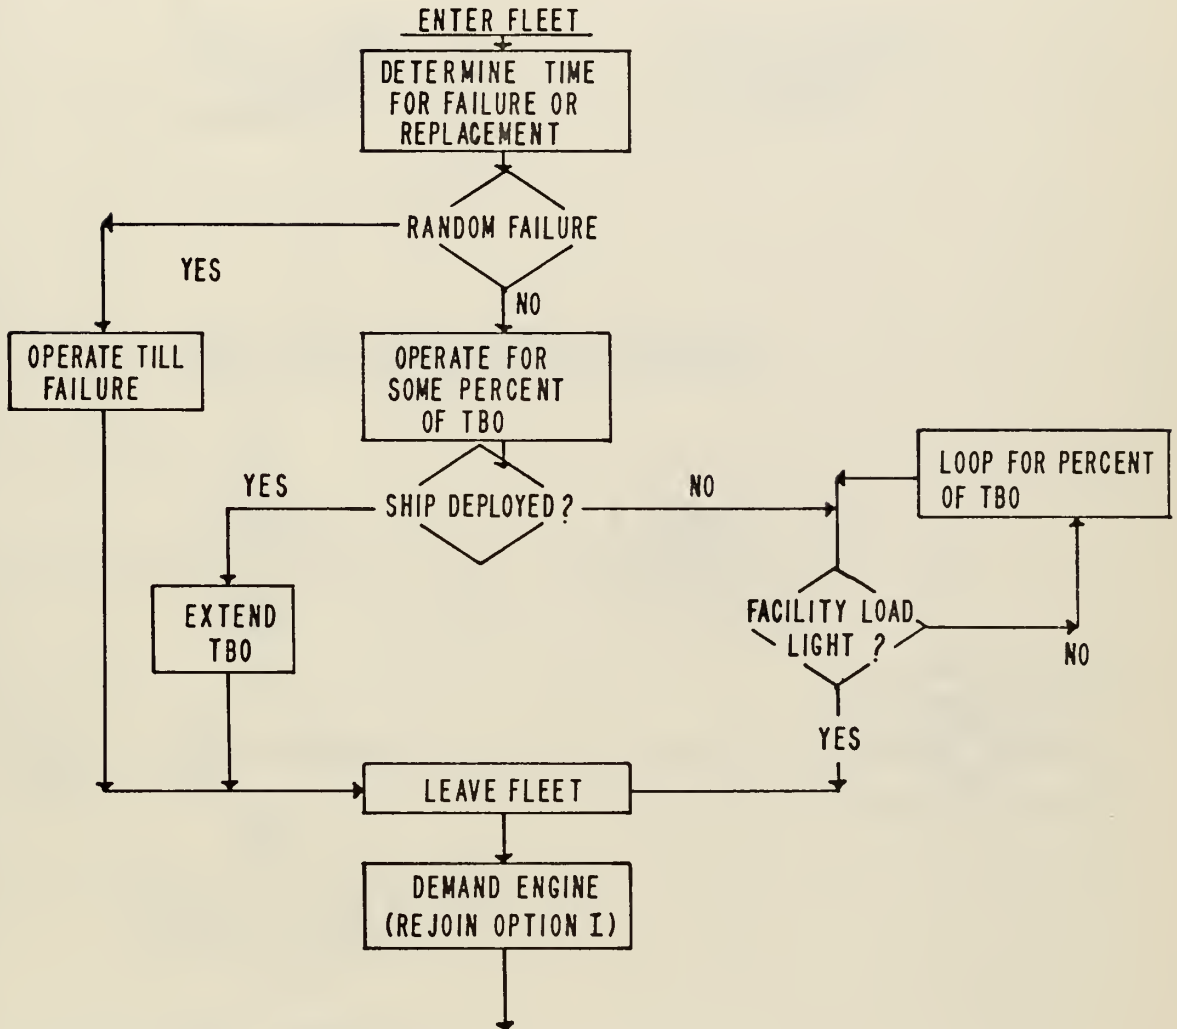 ENTER FLEET
DETERMINE TIME
FOR FAILURE OR
REPLACEMENT
RANDOM FAILURE
YES
NO
OPERATE TILL
FAILURE
OPERATE FOR
SOME PERCENT
OF TBO
LOOP FOR PERCENT
OF TBO
YES
SHIP DEPLOYED?
NO
EXTEND
TBO
FACILITY LOAD
LIGHT ?
NO
YES
LEAVE FLEET
DEMAND ENGINE
(REJOIN OPTION I)